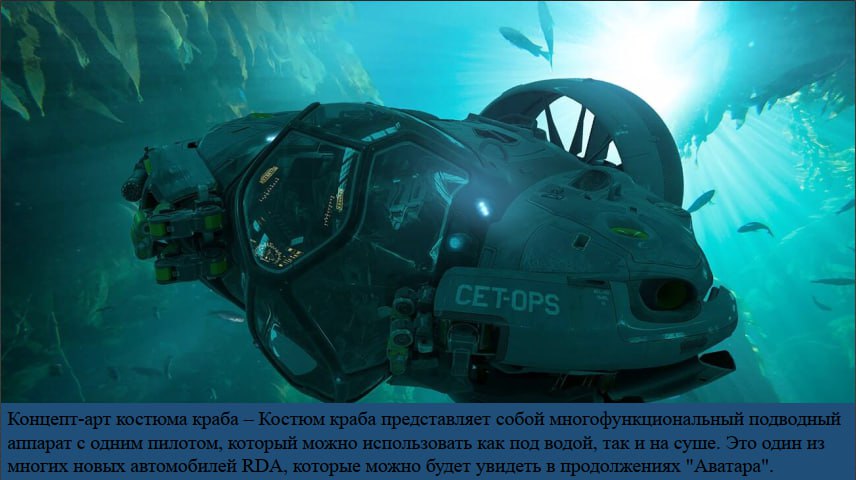 CET-OPS
Концепт-арт костюма краба – Костюм краба представляет собой многофункциональный подводный
аппарат с одним пилотом, который можно использовать как под водой, так и на суше. Это один из
многих новых автомобилей RDA, которые можно будет увидеть в продолжениях "Аватара".